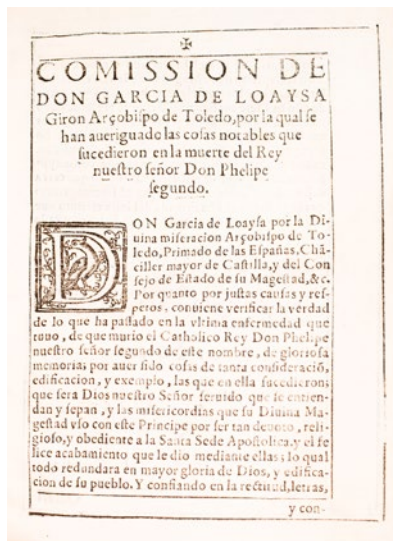 ✠
COMISSION DE
DON GARCIA DE LOAYSA
Giron Arçobispo de Toledo, por la qual se
han aueriguado las cosas notables que
sucedieron en la muerte del Rey
nuestro señor Don Phelipe
segundo.
DON Garcia de Loaysa por la Di-
uina miseracion Arçobispo de To-
ledo, Primado de las Españas, Chã-
ciller mayor de Castilla, y del Con
sejo de Estado de su Magestad, &c.
Por quanto por justas causas y res-
petos, conuiene verificar la verdad
de lo que ha passado en la vltima enfermedad que
tuuo, de que murio el Catholico Rey Don Phelipe
nuestro señor segundo de este nombre, de gloriosa
memoria; por auer sido cosas de tanta consideraciõ,
edificacion, y exemplo, las que en ella sucedieron;
que sera Dios nuestro Señor seruido que se entien-
dan y sepan, y las misericordias que su Diuina Ma-
gestad vso con este Principe por ser tan deuoto, reli-
gioso, y obediente a la Santa Sede Apostolica, y el fe
lice acabamiento que le dio mediante ellas; lo qual
todo redundara en mayor gloria de Dios, y edifica-
cion de su pueblo. Y confiando en la rectitud, letras,
y con-